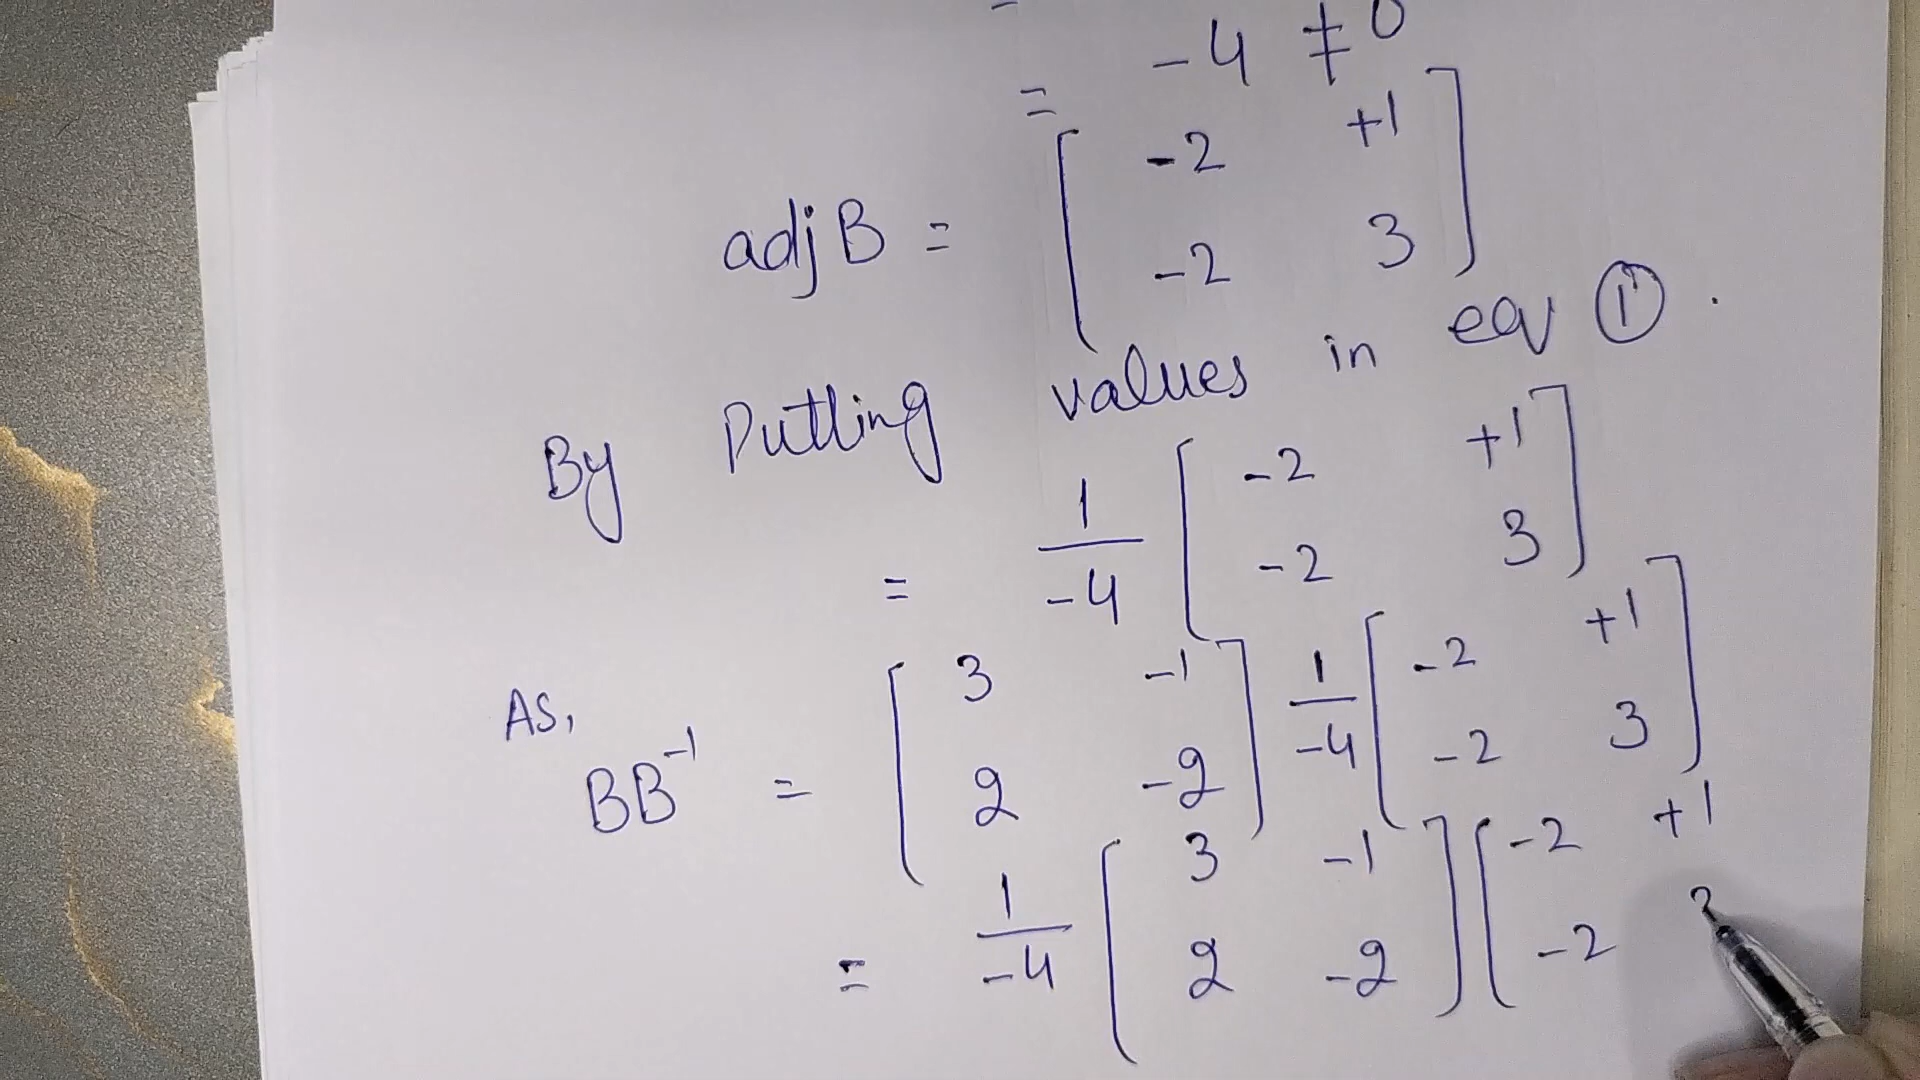 = -4 ≠ 0
adj B = [ -2 +1
-2 3 ]
By Putting values in eq ① .
= 1/-4 [ -2 +1
-2 3 ]
As,
BB⁻¹ = [ 3 -1
2 -2 ] 1/-4 [ -2 +1
-2 3 ]
= 1/-4 [ 3 -1
2 -2 ] [ -2 +1
-2